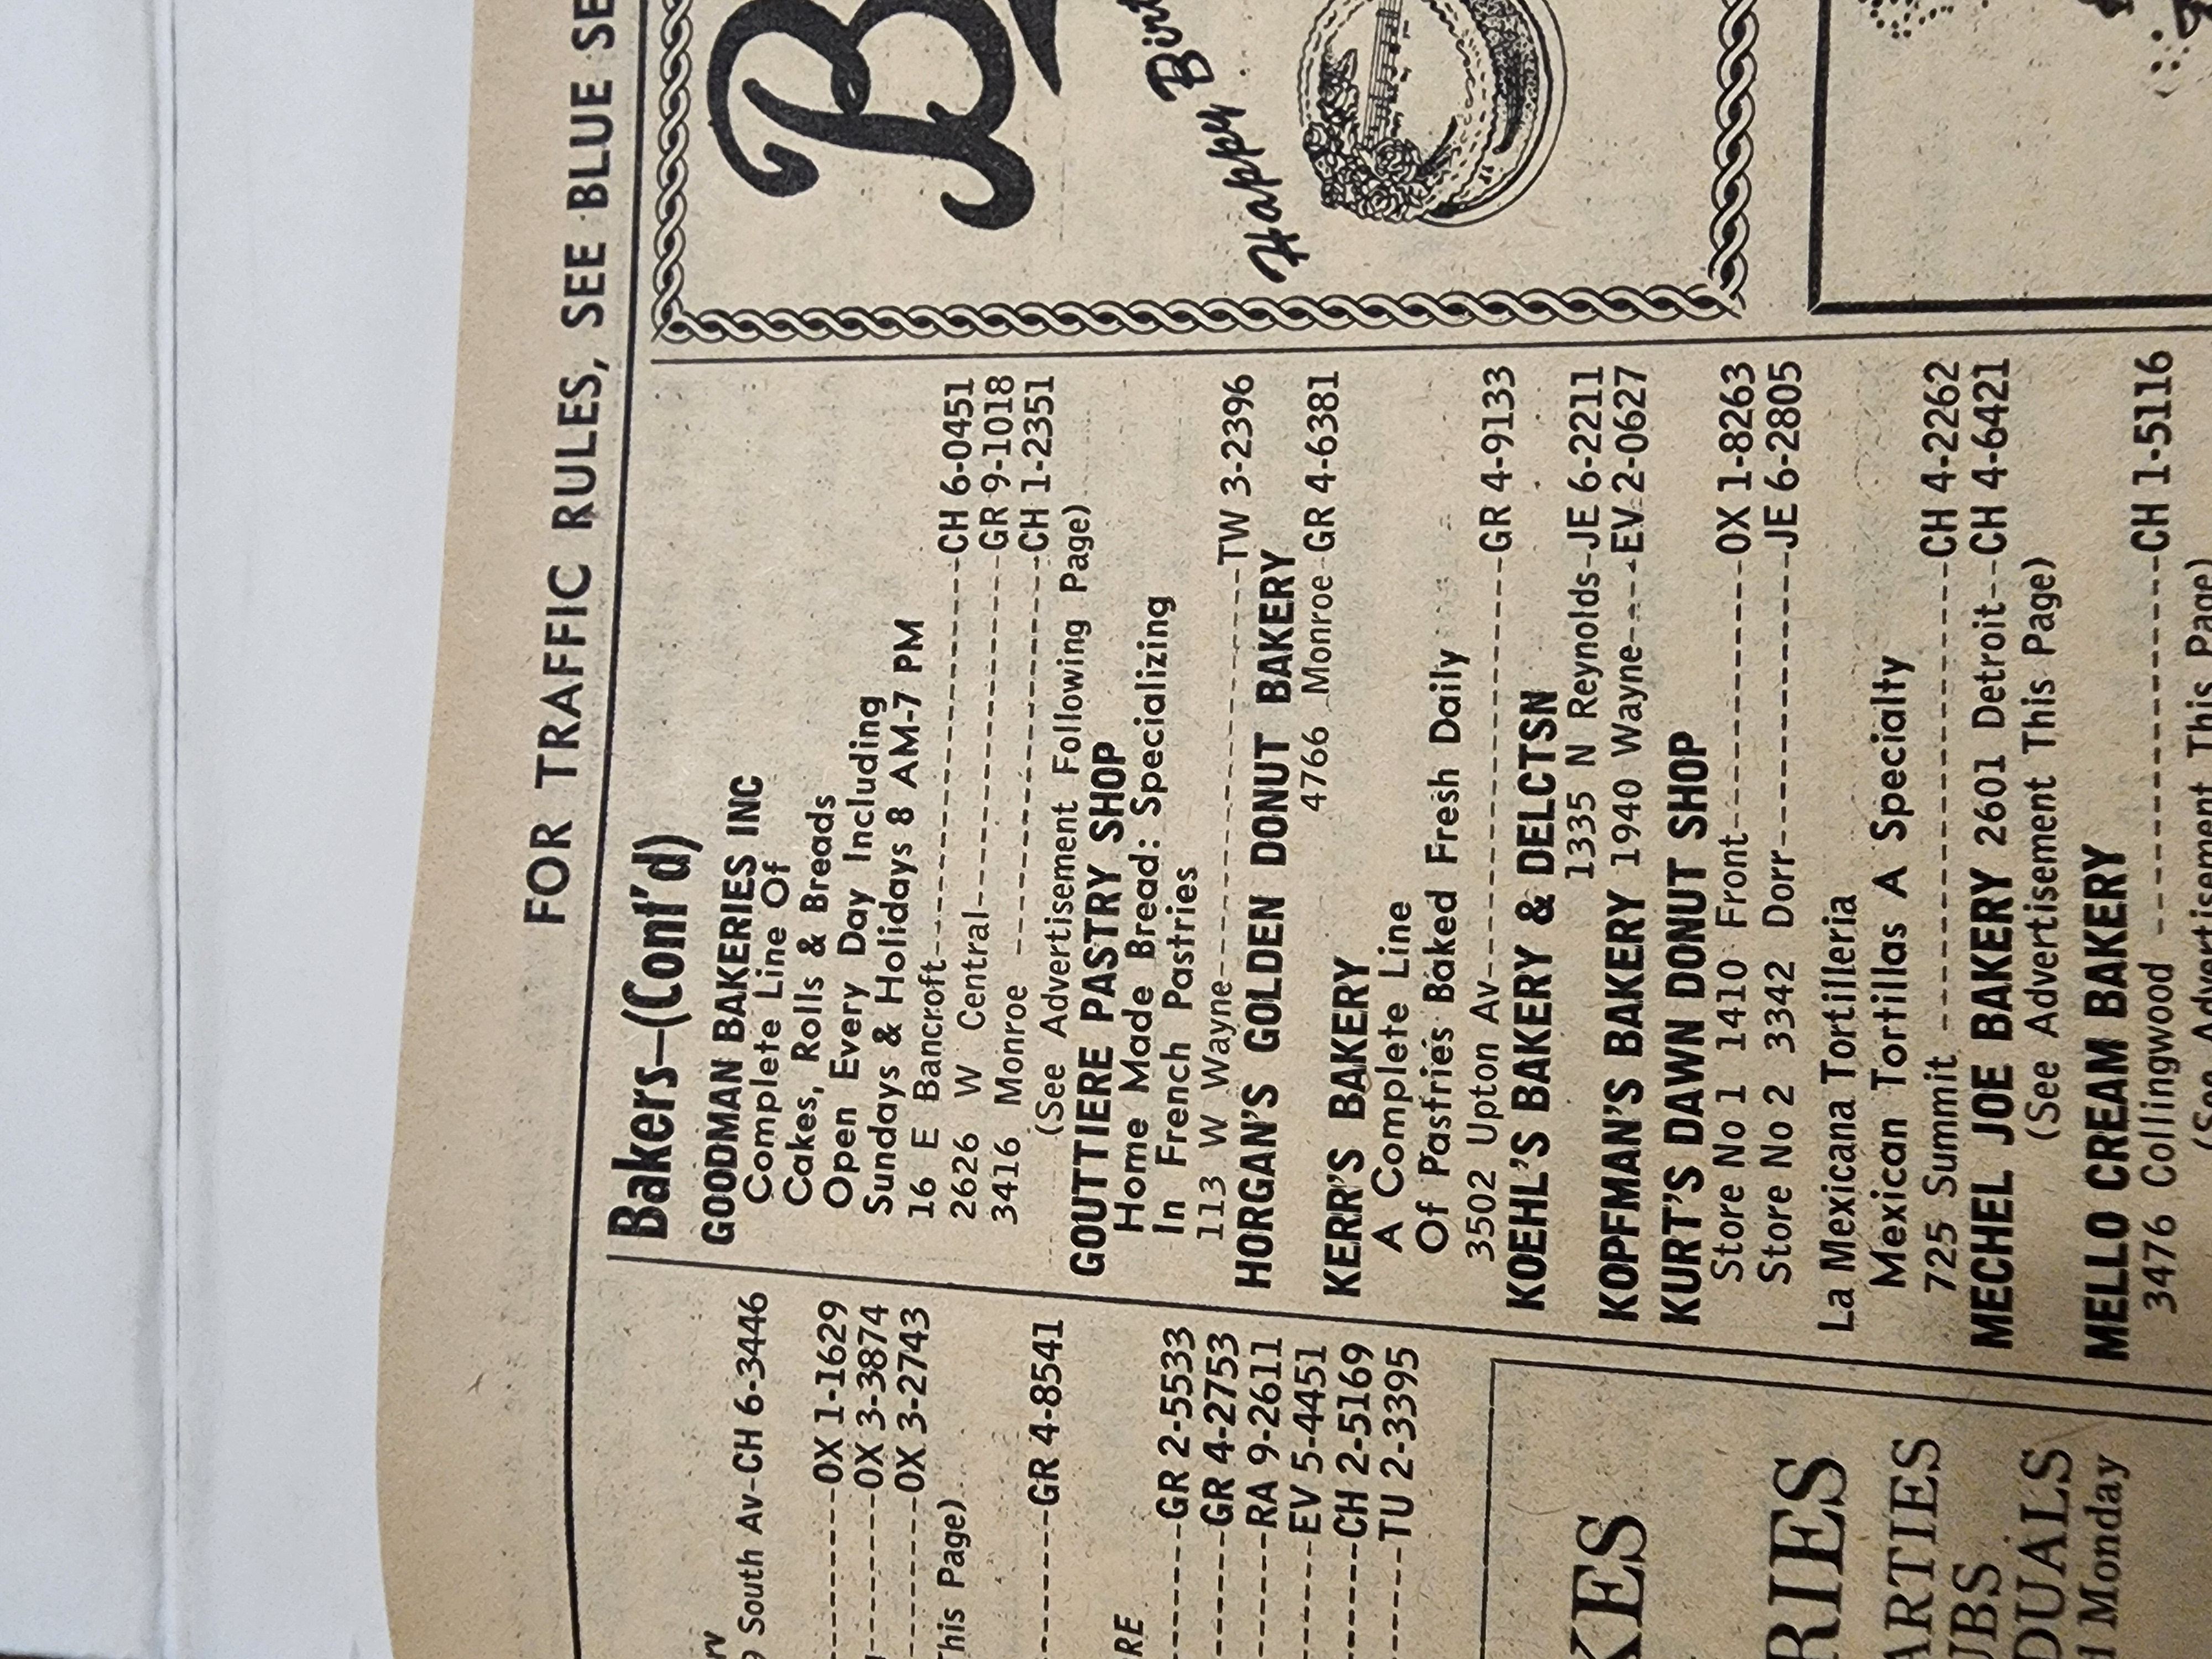 FOR TRAFFIC RULES, SEE BLUE SE
South Av-CH 6-3446
OX 1-1629
OX 3-3874
OX 3-2743
This Page)
GR 4-8541
GR 2-5533
GR 4-2753
RA 9-2611
EV 5-4451
CH 2-5169
TU 2-3395
KES
RIES
ARTIES
UBS
DUALS
d Monday
Bakers—(Cont'd)
GOODMAN BAKERIES INC
Complete Line Of
Cakes, Rolls & Breads
Open Every Day Including
Sundays & Holidays 8 AM-7 PM
16 E Bancroft----CH 6-0451
2626 W Central----GR 9-1018
3416 Monroe ----CH 1-2351
(See Advertisement Following Page)
GOUTTIERE PASTRY SHOP
Home Made Bread: Specializing
In French Pastries
113 W Wayne----TW 3-2396
HORGAN'S GOLDEN DONUT BAKERY
4766 Monroe-GR 4-6381
KERR'S BAKERY
A Complete Line
Of Pastries Baked Fresh Daily
3502 Upton Av----GR 4-9133
KOEHL'S BAKERY & DELCTSN
1335 N Reynolds-JE 6-2211
KOPFMAN'S BAKERY 1940 Wayne----EV 2-0627
KURT'S DAWN DONUT SHOP
Store No 1 1410 Front----OX 1-8263
Store No 2 3342 Dorr----JE 6-2805
La Mexicana Tortilleria
Mexican Tortillas A Specialty
725 Summit ----CH 4-2262
MECHEL JOE BAKERY 2601 Detroit--CH 4-6421
(See Advertisement This Page)
MELLO CREAM BAKERY
3476 Collingwood ----CH 1-5116
(See Advertisement This Page)
B
Happy Birt